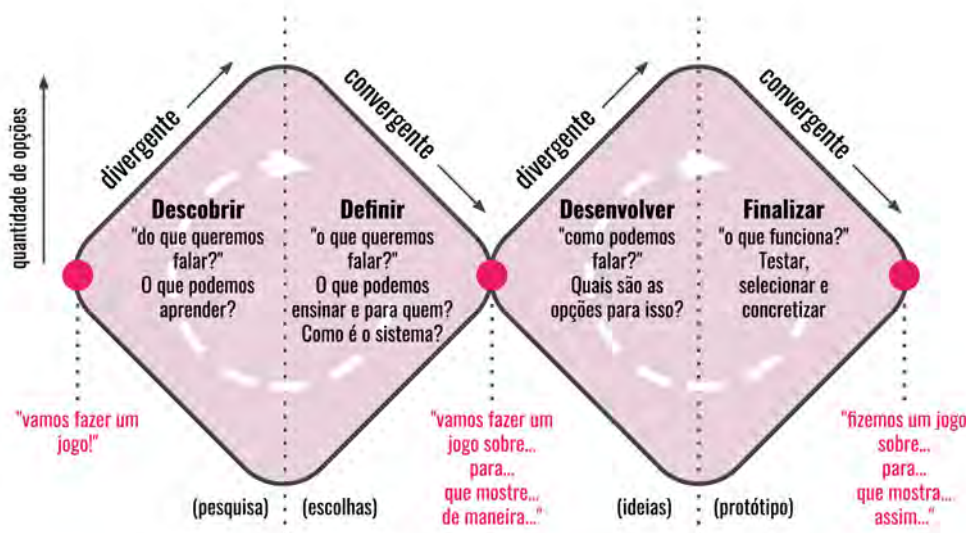 quantidade de opções
divergente
convergente
divergente
convergente
Descobrir
"do que queremos
falar?"
O que podemos
aprender?
Definir
"o que queremos
falar?"
O que podemos
ensinar e para quem?
Como é o sistema?
Desenvolver
"como podemos
falar?"
Quais são as
opções para isso?
Finalizar
"o que funciona?"
Testar,
selecionar e
concretizar
"vamos fazer um
jogo!"
"vamos fazer um
jogo sobre...
para...
que mostre...
de maneira..."
"fizemos um jogo
sobre...
para...
que mostra...
assim..."
(pesquisa)
(escolhas)
(ideias)
(protótipo)